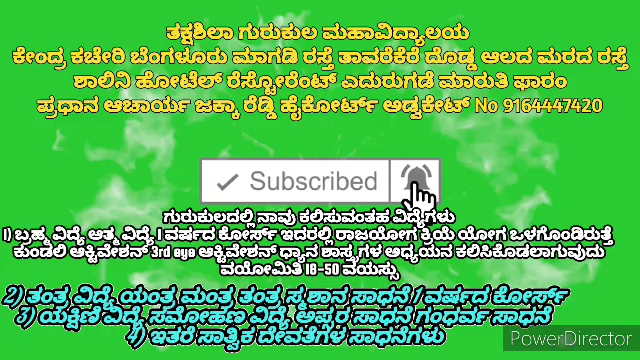 ತಕ್ಷಶಿಲಾ ಗುರುಕುಲ ಮಹಾವಿದ್ಯಾಲಯ
ಕೇಂದ್ರ ಕಚೇರಿ ಬೆಂಗಳೂರು ಮಾಗಡಿ ರಸ್ತೆ ತಾವರೆಕೆರೆ ದೊಡ್ಡ ಆಲದ ಮರದ ರಸ್ತೆ
ಶಾಲಿನಿ ಹೋಟೆಲ್ ರೆಸ್ಟೋರೆಂಟ್ ಎದುರುಗಡೆ ಮಾರುತಿ ಫಾರಂ
ಪ್ರಧಾನ ಆಚಾರ್ಯ ಜಕ್ಕಾ ರೆಡ್ಡಿ ಹೈಕೋರ್ಟ್ ಅಡ್ವಕೇಟ್ No 9164447420
Subscribed
ಗುರುಕುಲದಲ್ಲಿ ನಾವು ಕಲಿಸುವಂತಹ ವಿದ್ಯೆಗಳು
1) ಬ್ರಹ್ಮ ವಿದ್ಯೆ ಆತ್ಮ ವಿದ್ಯೆ 1 ವರ್ಷದ ಕೋರ್ಸ್ ಇದರಲ್ಲಿ ರಾಜಯೋಗ ಕ್ರಿಯೆ ಯೋಗ ಒಳಗೊಂಡಿರುತ್ತೆ
ಕುಂಡಲಿ ಆಕ್ಟಿವೇಶನ್ 3rd eye ಆಕ್ಟಿವೇಶನ್ ಧ್ಯಾನ ಶಾಸ್ತ್ರಗಳ ಅಧ್ಯಯನ ಕಲಿಸಿಕೊಡಲಾಗುವುದು
ವಯೋಮಿತಿ 18-50 ವಯಸ್ಸು
2) ತಂತ್ರ ವಿದ್ಯೆ ಯಂತ್ರ ಮಂತ್ರ ತಂತ್ರ ಸ್ಮಶಾನ ಸಾಧನೆ 1 ವರ್ಷದ ಕೋರ್ಸ್
3) ಯಕ್ಷಿಣಿ ವಿದ್ಯೆ ಸಮೋಹಣ ವಿದ್ಯೆ ಅಪ್ಸರ ಸಾಧನೆ ಗಂಧರ್ವ ಸಾಧನೆ
4) ಇತರೆ ಸಾತ್ವಿಕ ದೇವತೆಗಳ ಸಾಧನೆಗಳು
PowerDirector